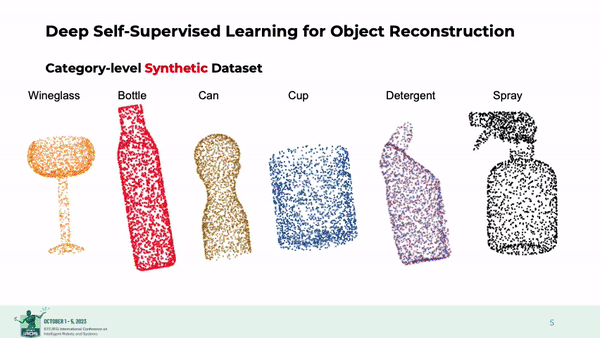 Deep Self-Supervised Learning for Object Reconstruction
Category-level Synthetic Dataset
Wineglass Bottle Can Cup Detergent Spray
OCTOBER 1 - 5, 2023
IEEE/RSJ International Conference on
Intelligent Robots and Systems
5